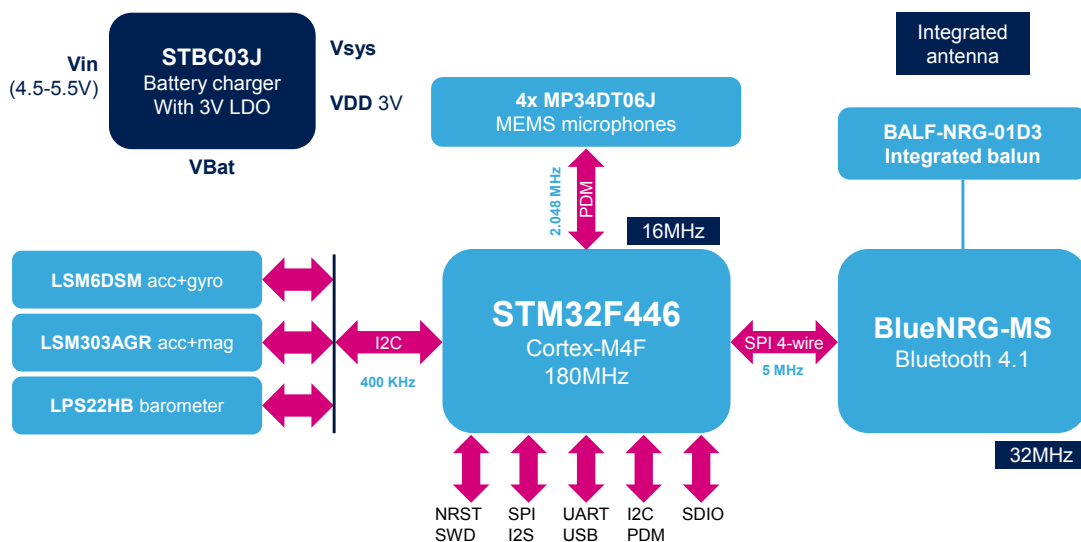 STBC03J
Battery charger
With 3V LDO
Vin
(4.5-5.5V)
Vsys
VDD 3V
VBat
Integrated
antenna
4x MP34DT06J
MEMS microphones
BALF-NRG-01D3
Integrated balun
2.048 MHz
PDM
16MHz
LSM6DSM acc+gyro
LSM303AGR acc+mag
LPS22HB barometer
I2C
400 KHz
STM32F446
Cortex-M4F
180MHz
SPI 4-wire
5 MHz
BlueNRG-MS
Bluetooth 4.1
32MHz
NRST
SWD
SPI
I2S
UART
USB
I2C
PDM
SDIO